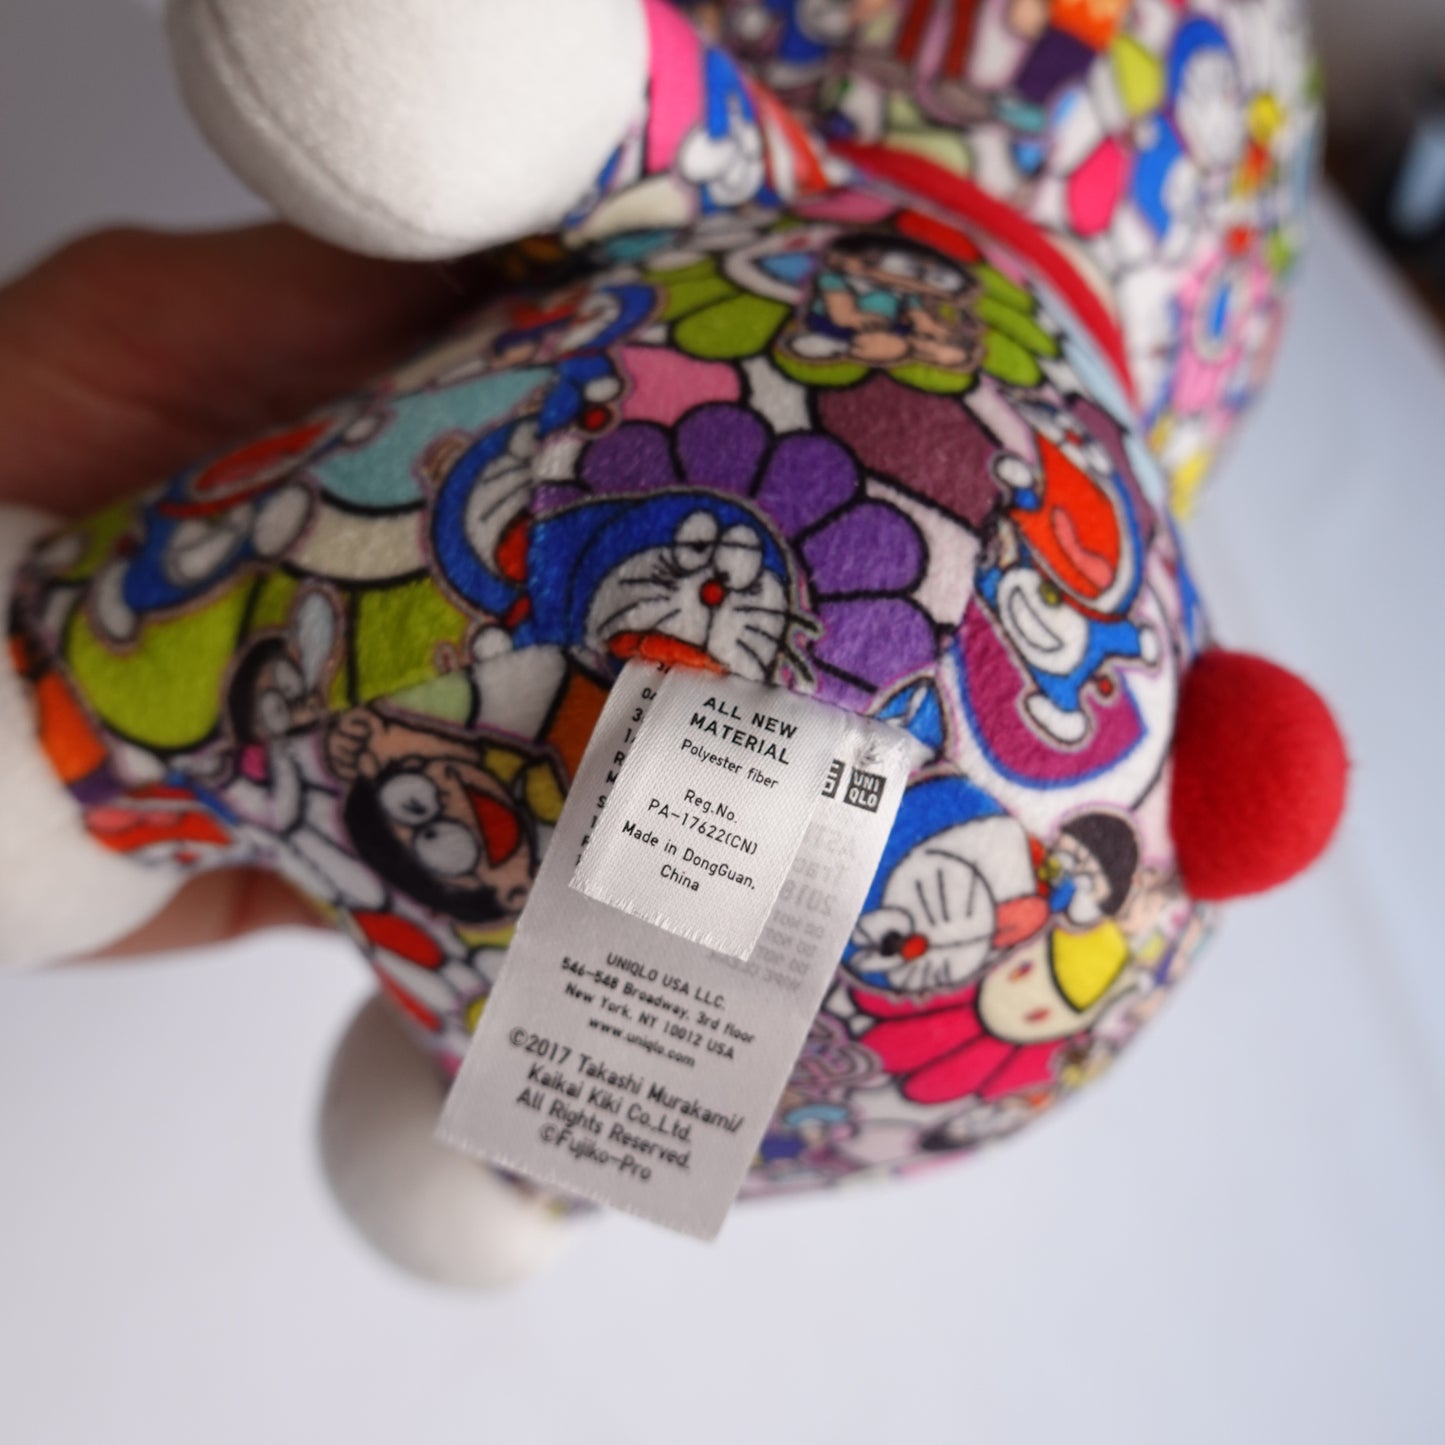 ALL NEW
MATERIAL
Polyester fiber
Reg.No.
PA-17622(CN)
Made in DongGuan,
China
UNI
QLO
UNIQLO USA LLC.
546-548 Broadway, 3rd floor
New York, NY 10012 USA
www.uniqlo.com
©2017 Takashi Murakami/
Kaikai Kiki Co.,Ltd.
All Rights Reserved.
©Fujiko-Pro